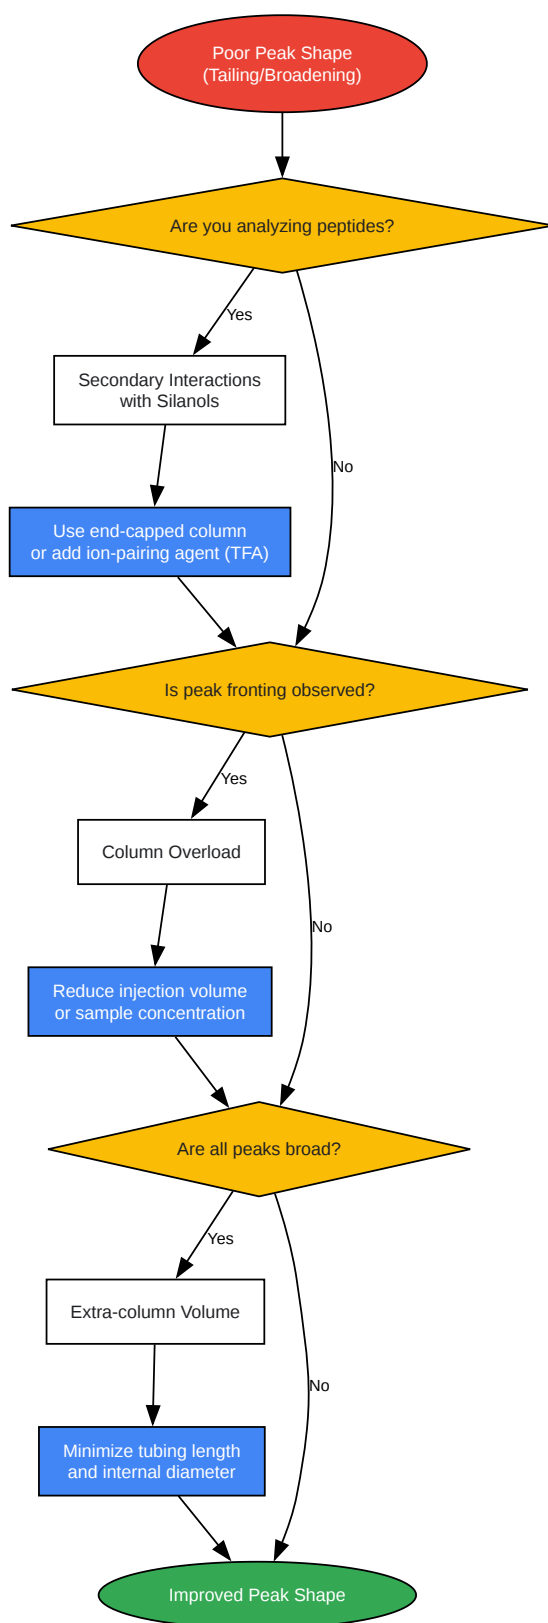 Poor Peak Shape
(Tailing/Broadening)
Are you analyzing peptides?
Yes
Secondary Interactions
with Silanols
No
Use end-capped column
or add ion-pairing agent (TFA)
Is peak fronting observed?
Yes
Column Overload
No
Reduce injection volume
or sample concentration
Are all peaks broad?
Yes
Extra-column Volume
No
Minimize tubing length
and internal diameter
Improved Peak Shape